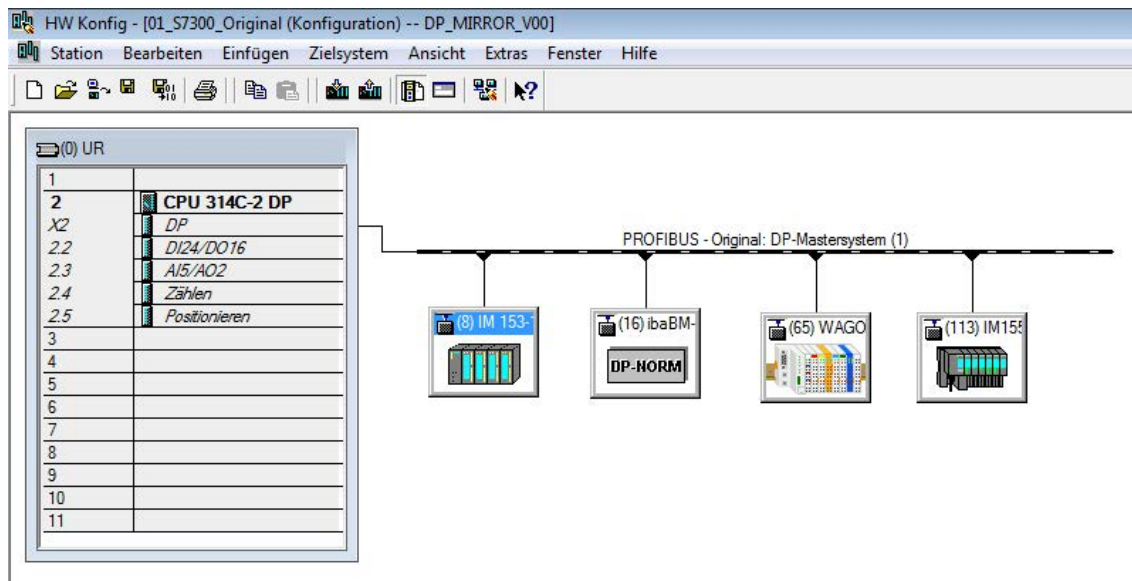 HW Konfig - [01_S7300_Original (Konfiguration) -- DP_MIRROR_V00]
Station Bearbeiten Einfügen Zielsystem Ansicht Extras Fenster Hilfe
(0) UR
1
2 CPU 314C-2 DP
X2 DP
2.2 DI24/DO16
2.3 AI5/AO2
2.4 Zählen
2.5 Positionieren
3
4
5
6
7
8
9
10
11
PROFIBUS - Original: DP-Mastersystem (1)
(8) IM 153-1
(16) ibaBM-
DP-NORM
(65) WAGO
(113) IM155